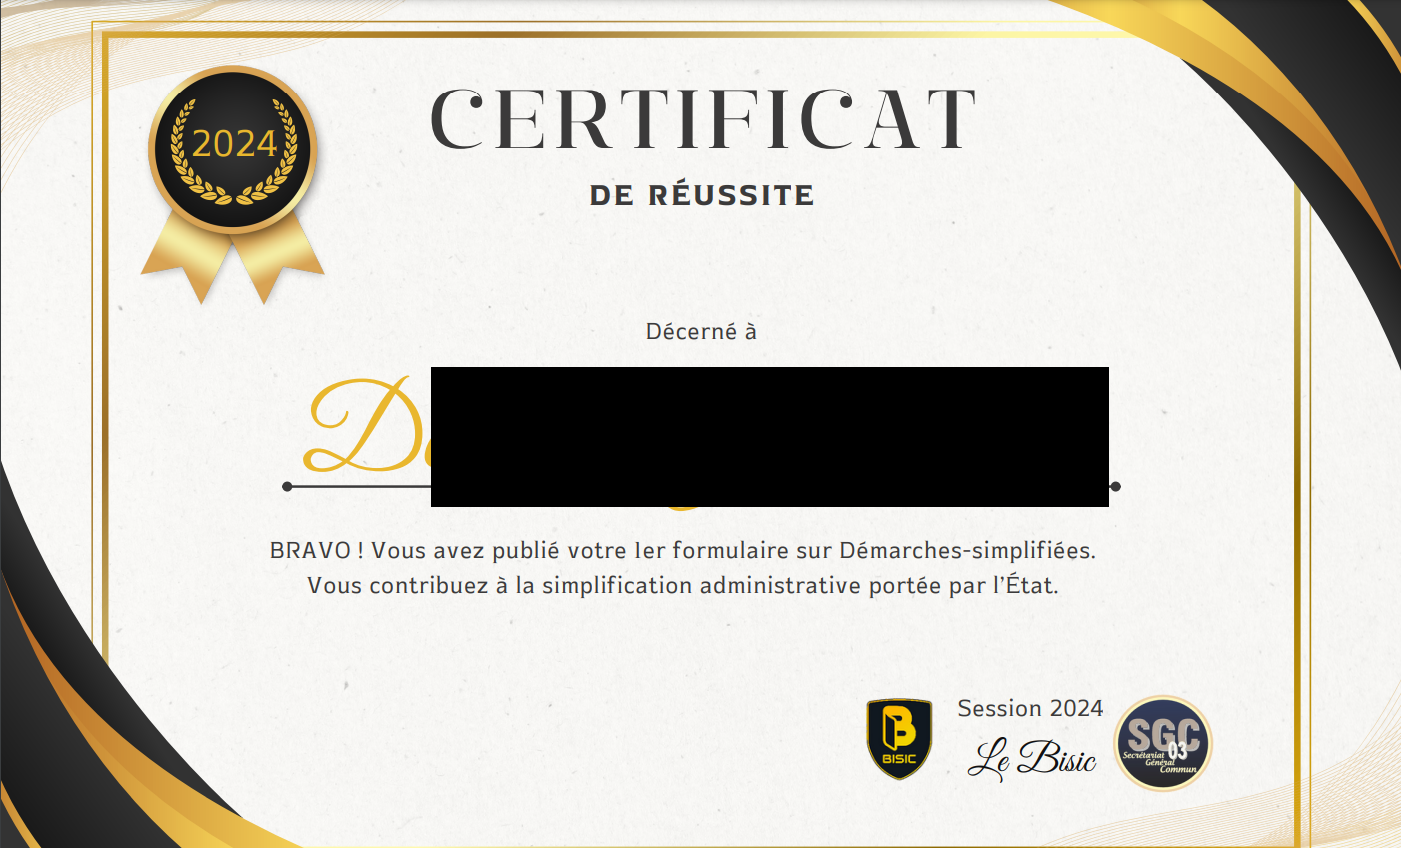 2024
CERTIFICAT
DE RÉUSSITE
Décerné à
BRAVO ! Vous avez publié votre 1er formulaire sur Démarches-simplifiées.
Vous contribuez à la simplification administrative portée par l’État.
Session 2024
Le Bisic
B
BISIC
SGC
03
Secrétariat
Général
Commun